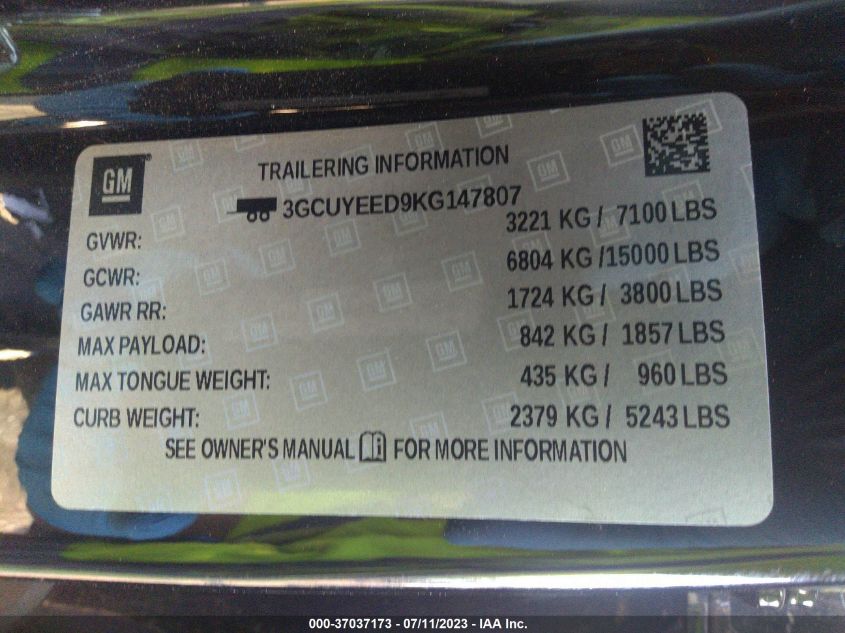 GM
TRAILERING INFORMATION
3GCUYEED9KG147807
GVWR: 3221 KG / 7100 LBS
GCWR: 6804 KG /15000 LBS
GAWR RR: 1724 KG / 3800 LBS
MAX PAYLOAD: 842 KG / 1857 LBS
MAX TONGUE WEIGHT: 435 KG / 960 LBS
CURB WEIGHT: 2379 KG / 5243 LBS
SEE OWNER'S MANUAL FOR MORE INFORMATION
000-37037173 - 07/11/2023 - IAA Inc.